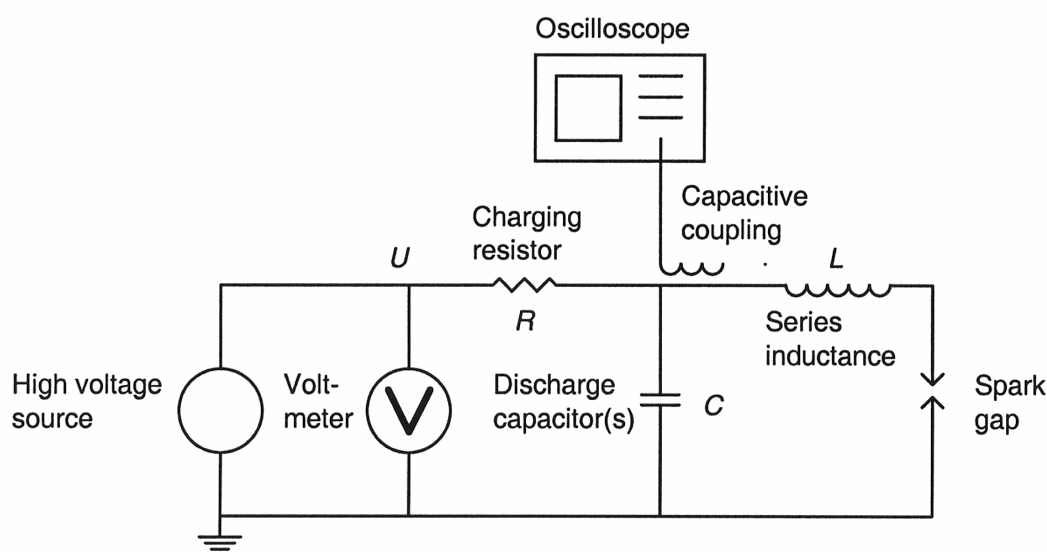 Oscilloscope
Capacitive
coupling
Charging
resistor
U
L
R
Series
inductance
High voltage
source
Volt-
meter
V
Discharge
capacitor(s)
C
Spark
gap